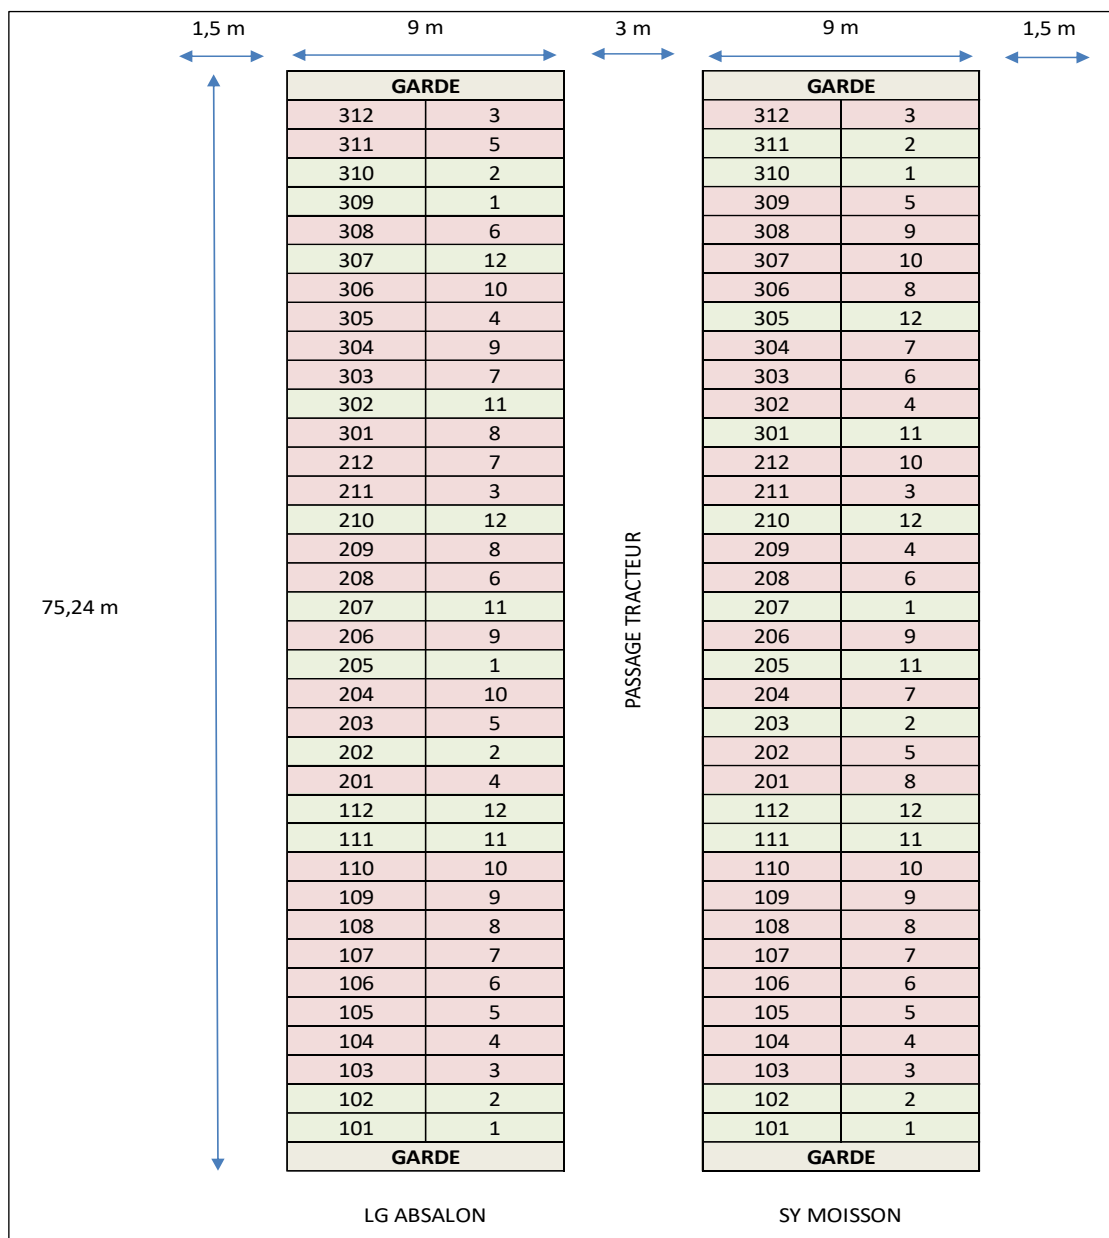 1,5 m 9 m 3 m 9 m 1,5 m
GARDE GARDE
312 3 312 3
311 5 311 2
310 2 310 1
309 1 309 5
308 6 308 9
307 12 307 10
306 10 306 8
305 4 305 12
304 9 304 7
303 7 303 6
302 11 302 4
301 8 301 11
212 7 212 10
211 3 211 3
210 12 210 12
209 8 209 4
208 6 208 6
75,24 m 207 11 PASSAGE TRACTEUR 207 1
206 9 206 9
205 1 205 11
204 10 204 7
203 5 203 2
202 2 202 5
201 4 201 8
112 12 112 12
111 11 111 11
110 10 110 10
109 9 109 9
108 8 108 8
107 7 107 7
106 6 106 6
105 5 105 5
104 4 104 4
103 3 103 3
102 2 102 2
101 1 101 1
GARDE GARDE
LG ABSALON SY MOISSON